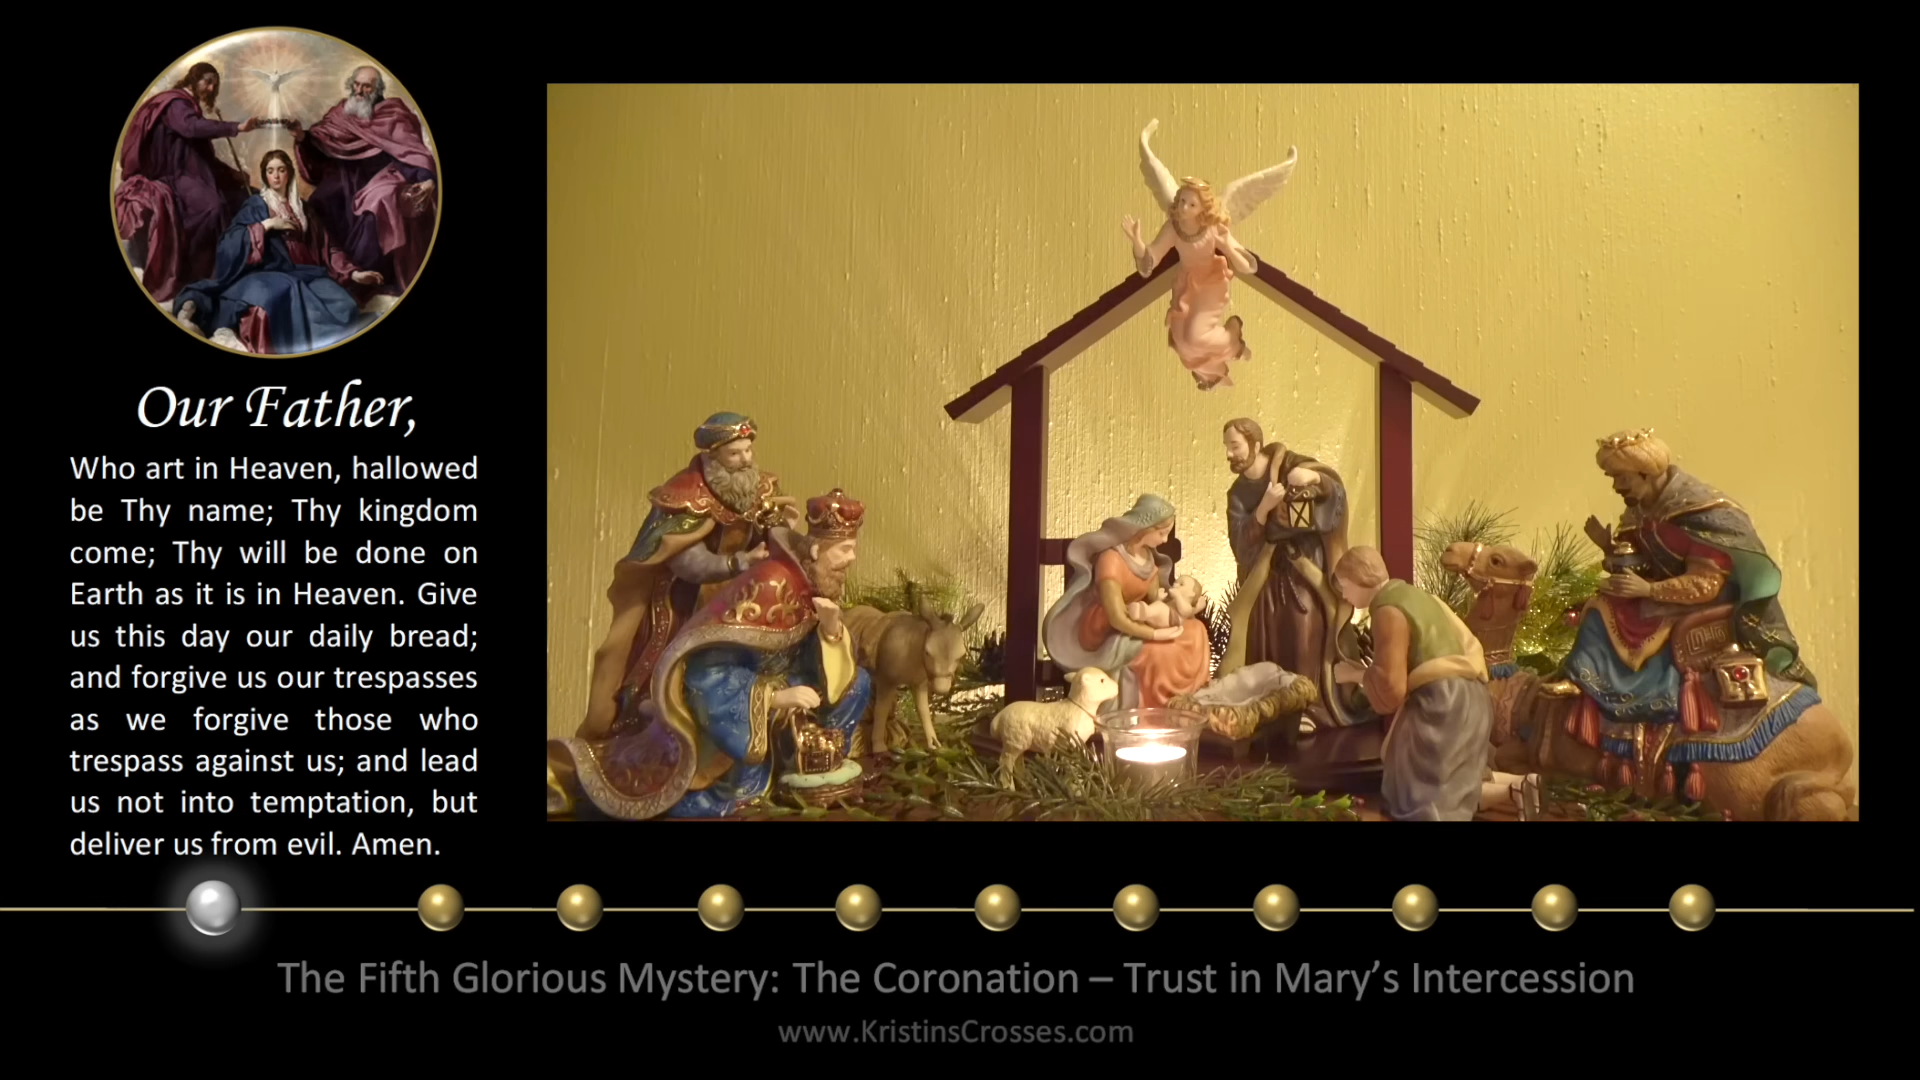 Our Father,
Who art in Heaven, hallowed
be Thy name; Thy kingdom
come; Thy will be done on
Earth as it is in Heaven. Give
us this day our daily bread;
and forgive us our trespasses
as we forgive those who
trespass against us; and lead
us not into temptation, but
deliver us from evil. Amen.
The Fifth Glorious Mystery: The Coronation – Trust in Mary’s Intercession
www.KristinsCrosses.com